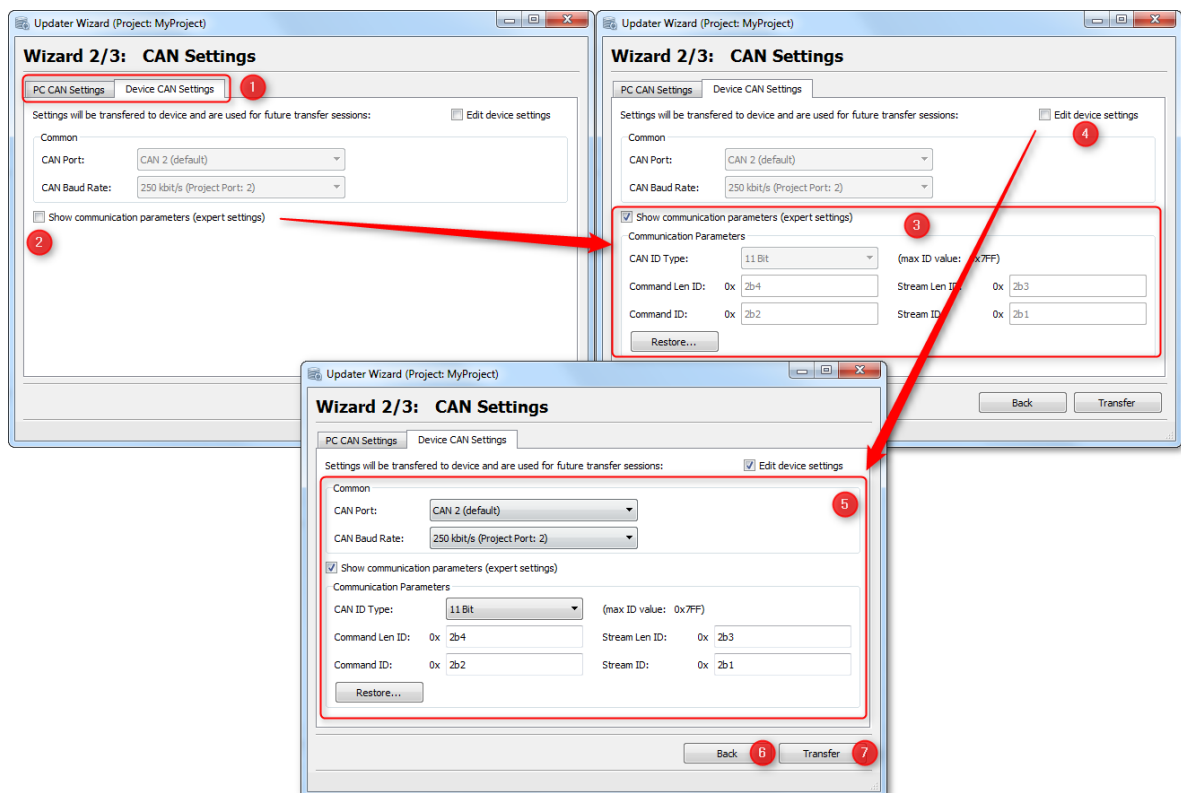 Updater Wizard (Project: MyProject)
Wizard 2/3: CAN Settings
PC CAN Settings Device CAN Settings 1
Settings will be transfered to device and are used for future transfer sessions: Edit device settings
Common
CAN Port: CAN 2 (default)
CAN Baud Rate: 250 kbit/s (Project Port: 2)
Show communication parameters (expert settings)
2
Updater Wizard (Project: MyProject)
Wizard 2/3: CAN Settings
PC CAN Settings Device CAN Settings
Settings will be transfered to device and are used for future transfer sessions: Edit device settings
4
Common
CAN Port: CAN 2 (default)
CAN Baud Rate: 250 kbit/s (Project Port: 2)
Show communication parameters (expert settings) 3
Communication Parameters
CAN ID Type: 11 Bit (max ID value: 0x7FF)
Command Len ID: 0x 2b4 Stream Len ID: 0x 2b3
Command ID: 0x 2b2 Stream ID: 0x 2b1
Restore...
Back Transfer
Updater Wizard (Project: MyProject)
Wizard 2/3: CAN Settings
PC CAN Settings Device CAN Settings
Settings will be transfered to device and are used for future transfer sessions: Edit device settings
Common 5
CAN Port: CAN 2 (default)
CAN Baud Rate: 250 kbit/s (Project Port: 2)
Show communication parameters (expert settings)
Communication Parameters
CAN ID Type: 11 Bit (max ID value: 0x7FF)
Command Len ID: 0x 2b4 Stream Len ID: 0x 2b3
Command ID: 0x 2b2 Stream ID: 0x 2b1
Restore...
Back 6 Transfer 7